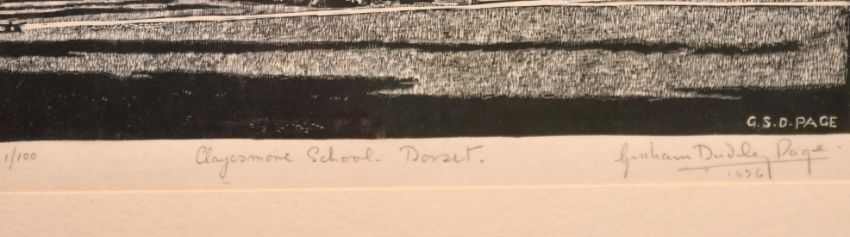 G.S.D. PAGE
1/100 Clayesmore School. Dorset. Graham Dudley Page.
1936